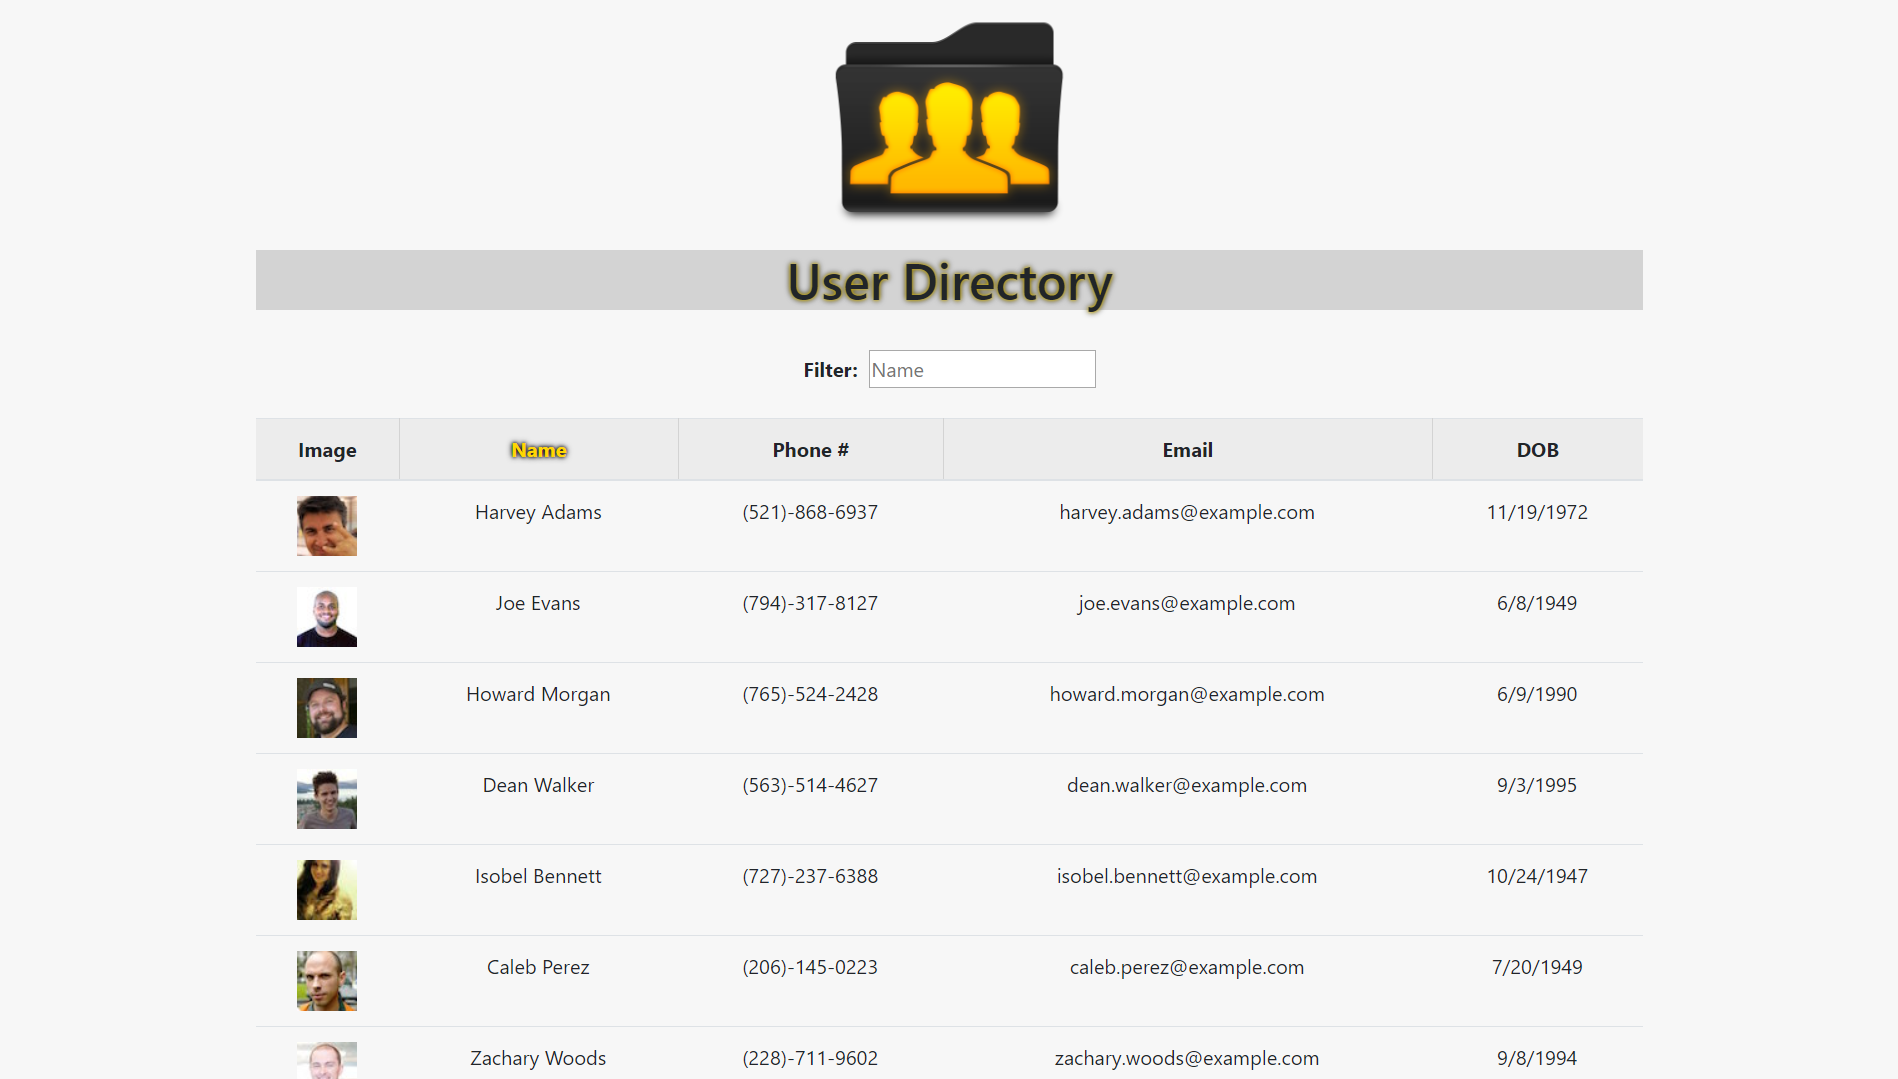 User Directory
Filter: Name
Image Name Phone # Email DOB
Harvey Adams (521)-868-6937 harvey.adams@example.com 11/19/1972
Joe Evans (794)-317-8127 joe.evans@example.com 6/8/1949
Howard Morgan (765)-524-2428 howard.morgan@example.com 6/9/1990
Dean Walker (563)-514-4627 dean.walker@example.com 9/3/1995
Isobel Bennett (727)-237-6388 isobel.bennett@example.com 10/24/1947
Caleb Perez (206)-145-0223 caleb.perez@example.com 7/20/1949
Zachary Woods (228)-711-9602 zachary.woods@example.com 9/8/1994